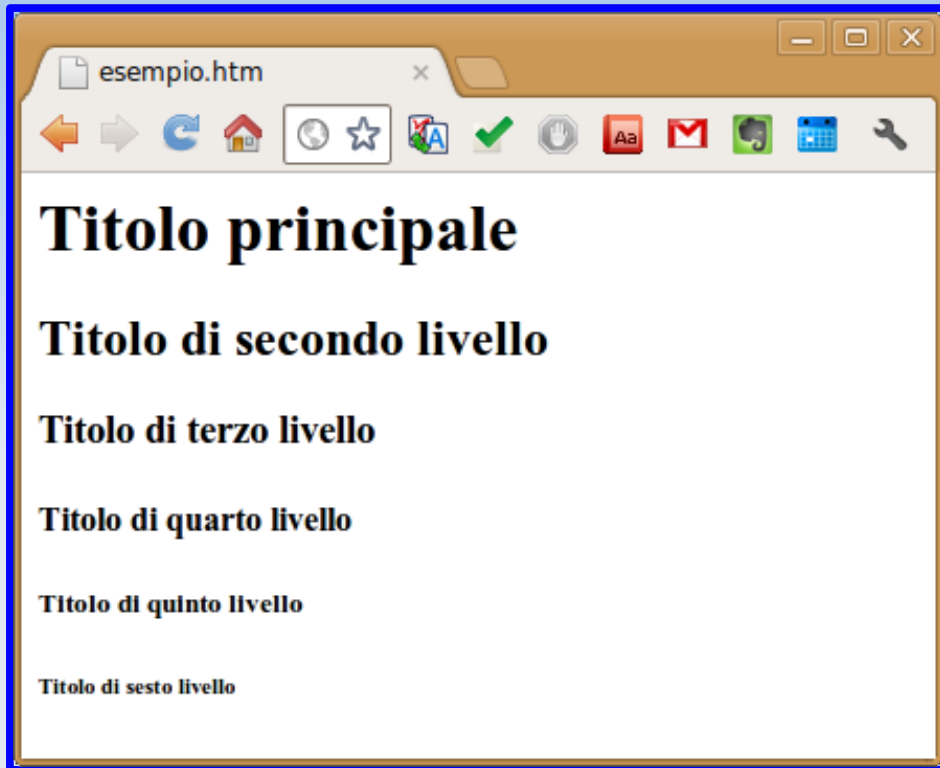 esempio.htm
Aa
Titolo principale
Titolo di secondo livello
Titolo di terzo livello
Titolo di quarto livello
Titolo di quinto livello
Titolo di sesto livello